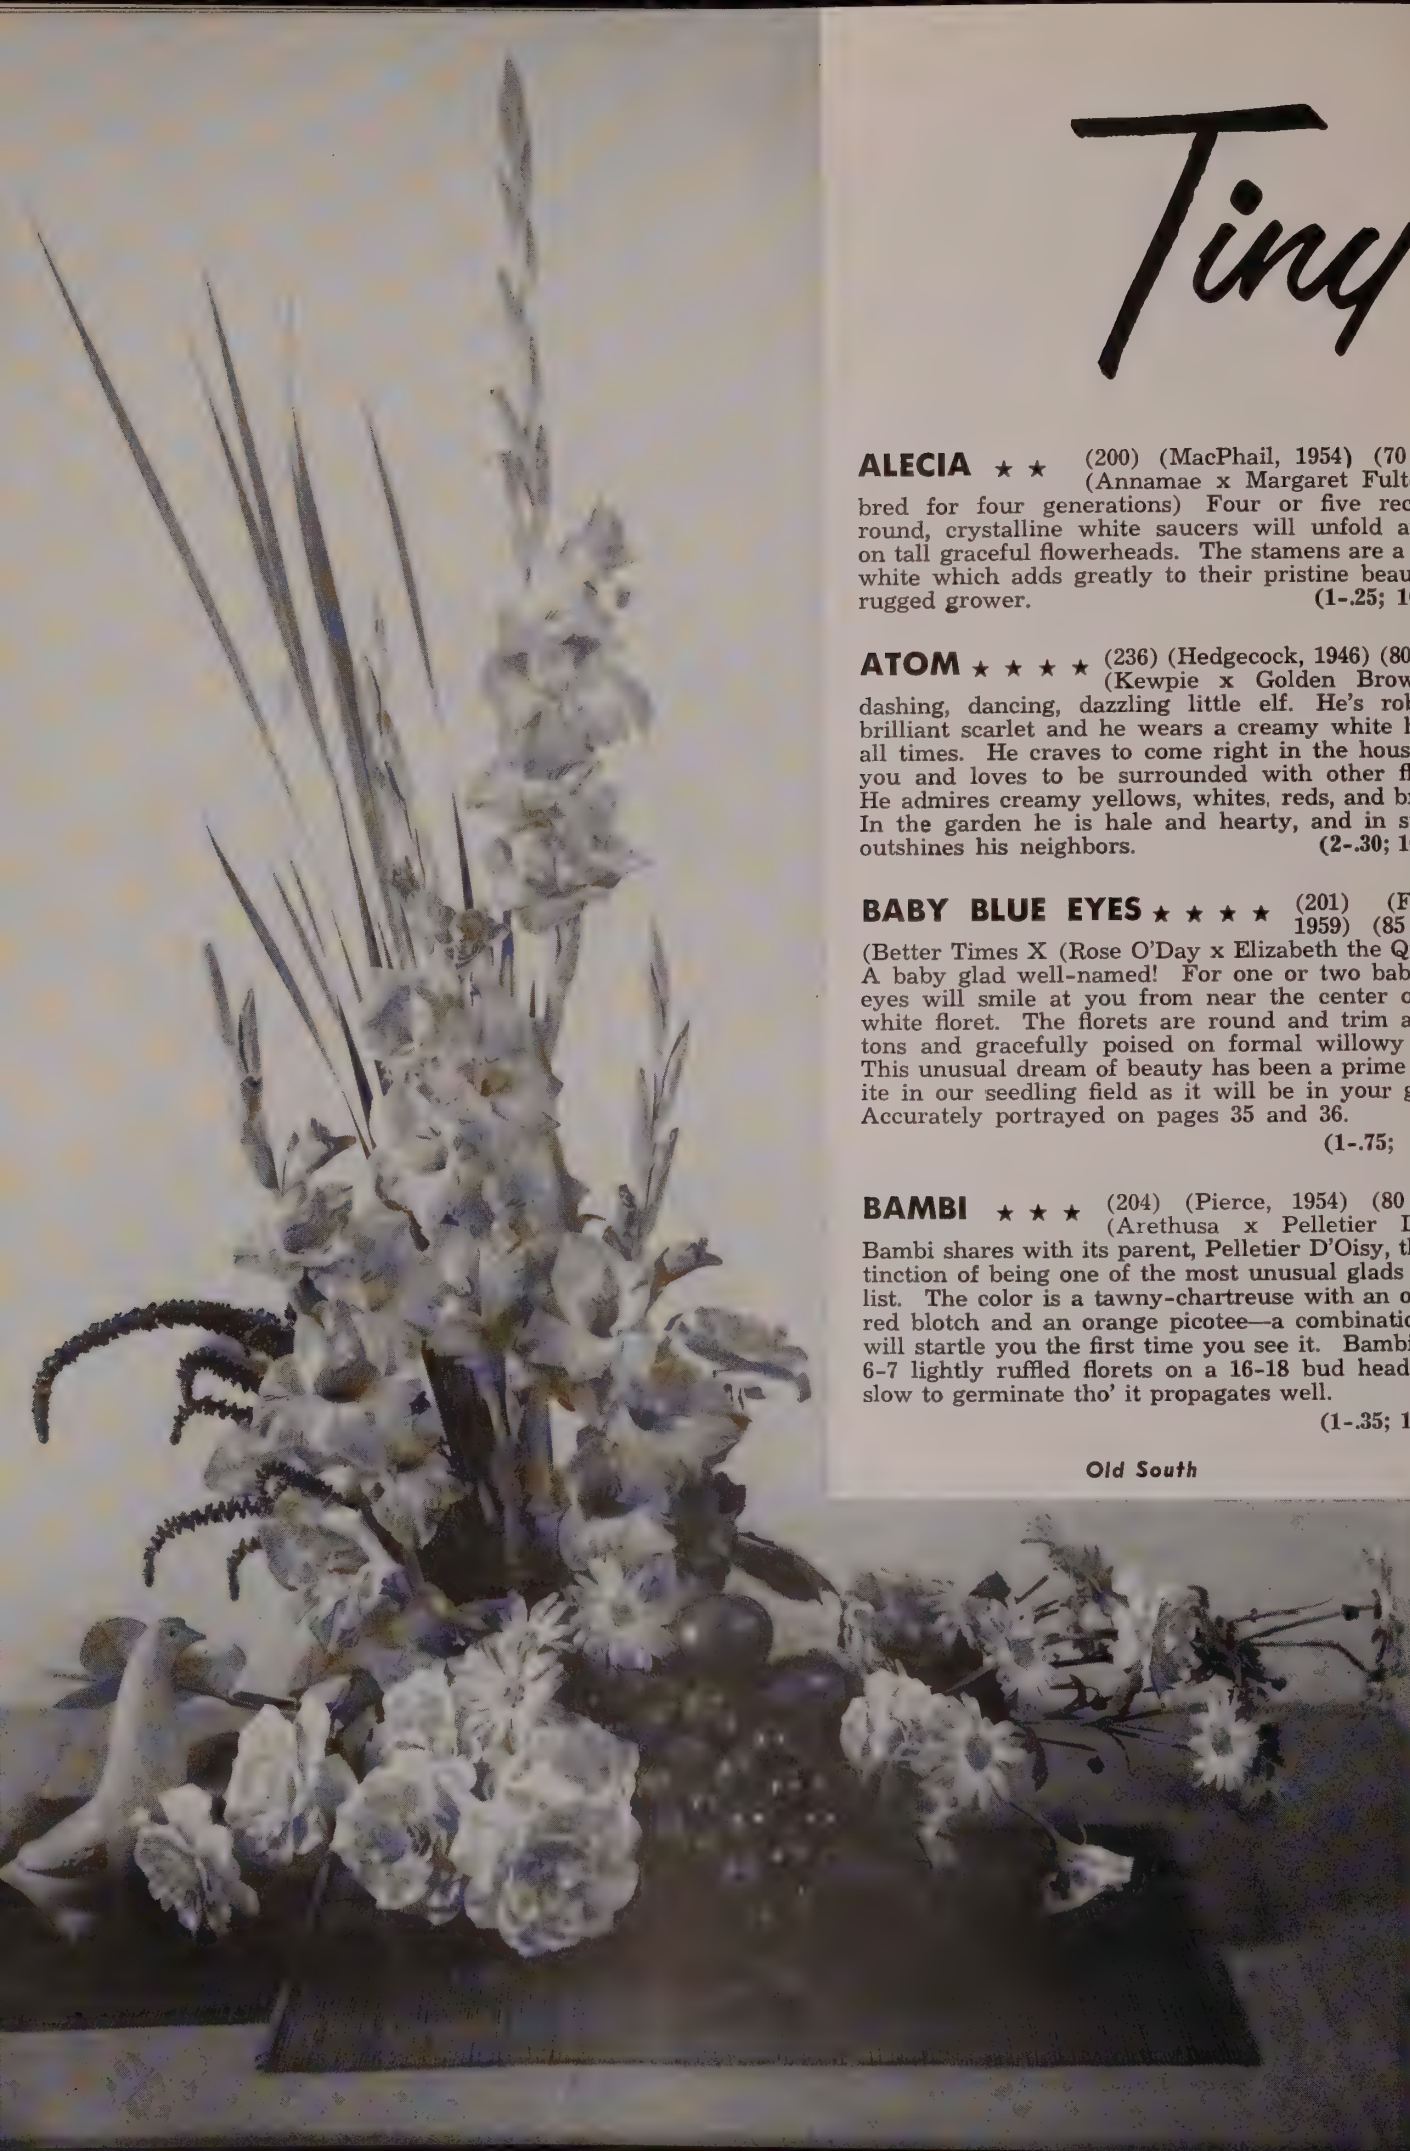 Tiny
ALECIA ★ ★ (200) (MacPhail, 1954) (70
(Annamae x Margaret Fult
bred for four generations) Four or five rec
round, crystalline white saucers will unfold a
on tall graceful flowerheads. The stamens are a
white which adds greatly to their pristine beau
rugged grower. (1-.25; 1
ATOM ★ ★ ★ ★ (236) (Hedgecock, 1946) (80
(Kewpie x Golden Brow
dashing, dancing, dazzling little elf. He's rob
brilliant scarlet and he wears a creamy white
all times. He craves to come right in the hous
you and loves to be surrounded with other fl
He admires creamy yellows, whites, reds, and br
In the garden he is hale and hearty, and in s
outshines his neighbors. (2-.30; 1
BABY BLUE EYES ★ ★ ★ ★ (201) (F
1959) (85
(Better Times X (Rose O'Day x Elizabeth the Q
A baby glad well-named! For one or two bab
eyes will smile at you from near the center o
white floret. The florets are round and trim a
tons and gracefully poised on formal willowy
This unusual dream of beauty has been a prime
ite in our seedling field as it will be in your g
Accurately portrayed on pages 35 and 36.
(1-.75;
BAMBI ★ ★ ★ (204) (Pierce, 1954) (80
(Arethusa x Pelletier D
Bambi shares with its parent, Pelletier D'Oisy, th
tinction of being one of the most unusual glads
list. The color is a tawny-chartreuse with an o
red blotch and an orange picotee—a combinatio
will startle you the first time you see it. Bambi
6-7 lightly ruffled florets on a 16-18 bud head
slow to germinate tho' it propagates well.
(1-.35; 1
Old South